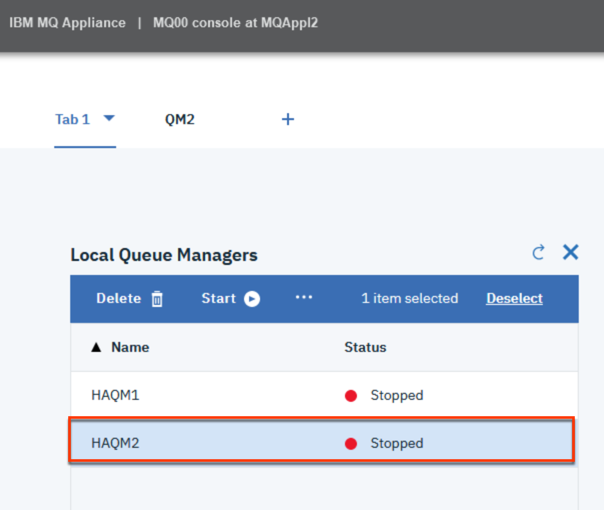 IBM MQ Appliance | MQ00 console at MQAppl2
Tab 1 QM2 +
Local Queue Managers
Delete Start ... 1 item selected Deselect
Name Status
HAQM1 Stopped
HAQM2 Stopped